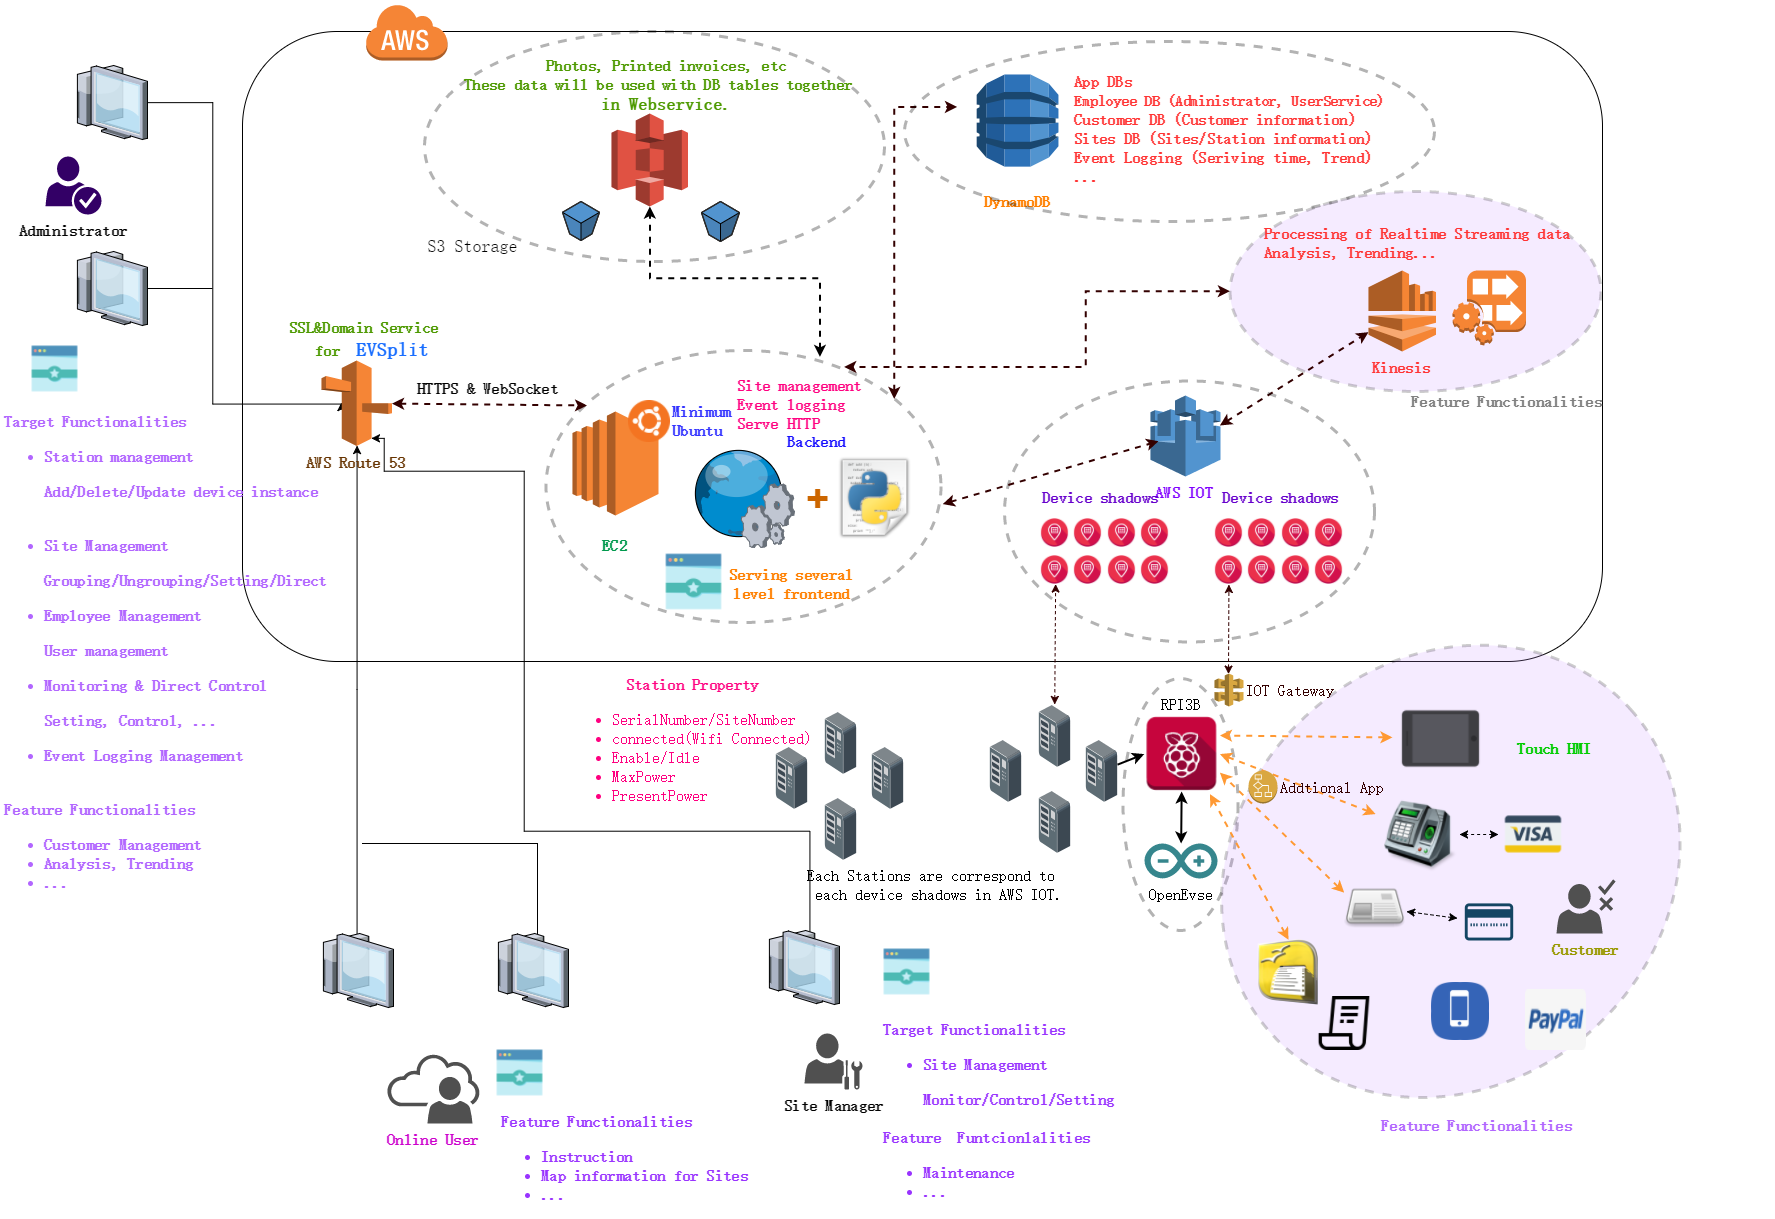 AWS
Photos, Printed invoices, etc
These data will be used with DB tables together
in Webservice.
S3 Storage
App DBs
Employee DB (Administrator, UserService)
Customer DB (Customer information)
Sites DB (Sites/Station information)
Event Logging (Seriving time, Trend)
...
DynamoDB
Processing of Realtime Streaming data
Analysis, Trending...
Kinesis
Feature Functionalities
Administrator
SSL&Domain Service
for EVSplit
HTTPS & WebSocket
AWS Route 53
Minimum
Ubuntu
Site management
Event logging
Serve HTTP
Backend
EC2
Serving several
level frontend
AWS IOT
Device shadows
Device shadows
Target Functionalities
• Station management
Add/Delete/Update device instance
• Site Management
Grouping/Ungrouping/Setting/Direct
• Employee Management
User management
• Monitoring & Direct Control
Setting, Control, ...
• Event Logging Management
Feature Functionalities
• Customer Management
• Analysis, Trending
• ...
Station Property
• SerialNumber/SiteNumber
• connected(Wifi Connected)
• Enable/Idle
• MaxPower
• PresentPower
Each Stations are correspond to
each device shadows in AWS IOT.
RPI3B
IOT Gateway
OpenEvse
Touch HMI
Addtional App
VISA
Customer
PayPal
Feature Functionalities
Online User
Feature Functionalities
• Instruction
• Map information for Sites
• ...
Site Manager
Target Functionalities
• Site Management
Monitor/Control/Setting
Feature Funtcionlalities
• Maintenance
• ...